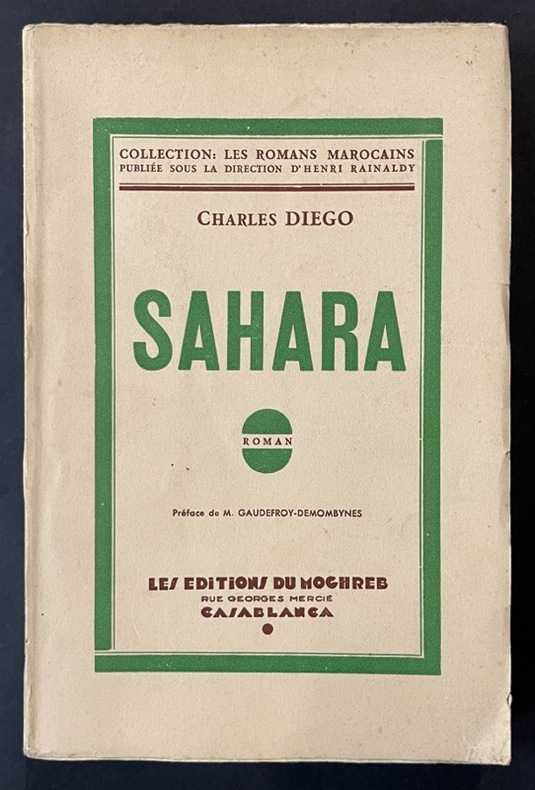 COLLECTION: LES ROMANS MAROCAINS
PUBLIÉE SOUS LA DIRECTION D'HENRI RAINALDY
CHARLES DIEGO
SAHARA
ROMAN
Préface de M. GAUDEFROY-DEMOMBYNES
LES EDITIONS DU MOGHREB
RUE GEORGES MERCIÉ
CASABLANCA